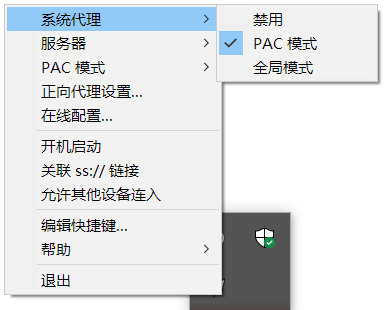 系统代理
服务器
PAC 模式
正向代理设置...
在线配置...
开机启动
关联 ss:// 链接
允许其他设备连入
编辑快捷键...
帮助
退出
禁用
PAC 模式
全局模式